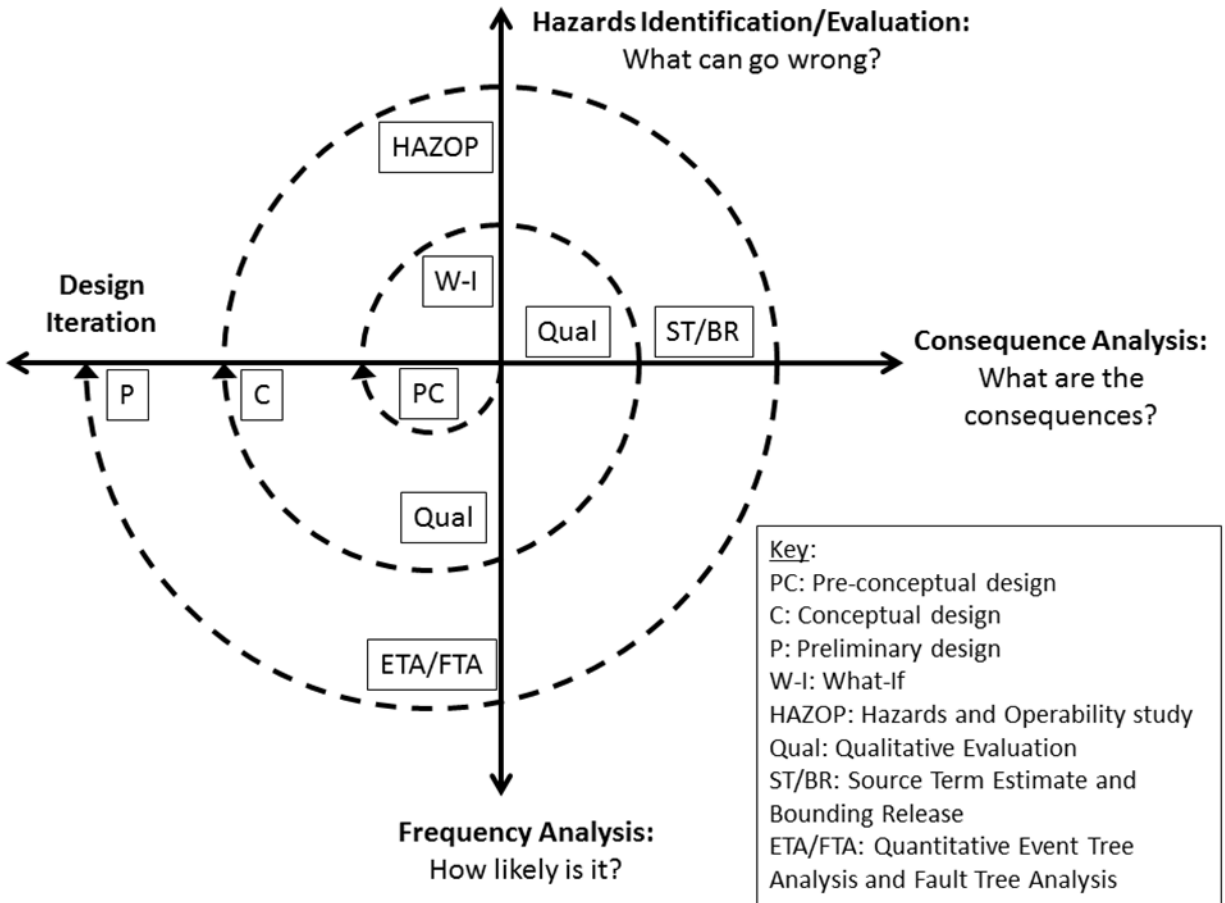 Hazards Identification/Evaluation:
What can go wrong?
HAZOP
W-I
Design
Iteration
Qual
ST/BR
Consequence Analysis:
What are the
consequences?
P
C
PC
Qual
ETA/FTA
Frequency Analysis:
How likely is it?
Key:
PC: Pre-conceptual design
C: Conceptual design
P: Preliminary design
W-I: What-If
HAZOP: Hazards and Operability study
Qual: Qualitative Evaluation
ST/BR: Source Term Estimate and
Bounding Release
ETA/FTA: Quantitative Event Tree
Analysis and Fault Tree Analysis